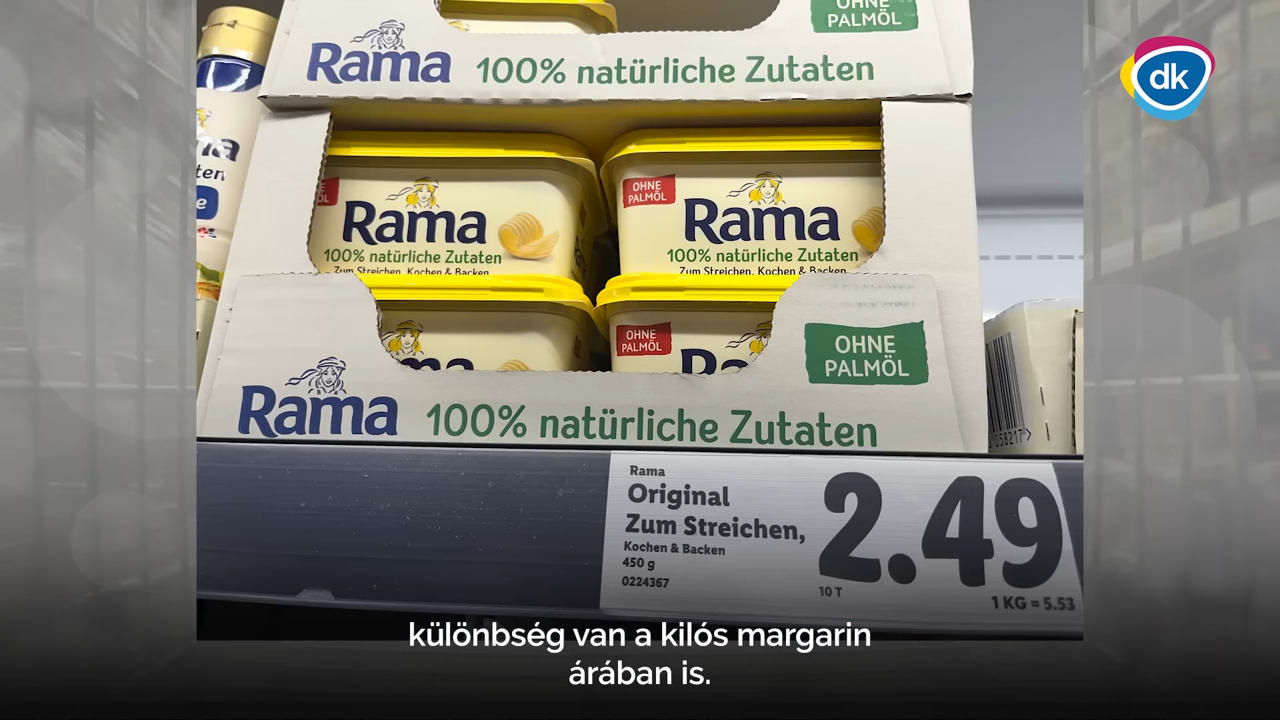 OHNE
PALMÖL
Rama
100% natürliche Zutaten
dk
OHNE
PALMÖL
Rama
100% natürliche Zutaten
Zum Streichen, Kochen & Backen
OHNE
PALMÖL
Rama
100% natürliche Zutaten
Zum Streichen, Kochen & Backen
OHNE
PALMÖL
OHNE
PALMÖL
Rama
100% natürliche Zutaten
Rama
Original
Zum Streichen,
Kochen & Backen
450 g
0224367
2.49
10 T
1 KG = 5.53
különbség van a kilós margarin
árában is.